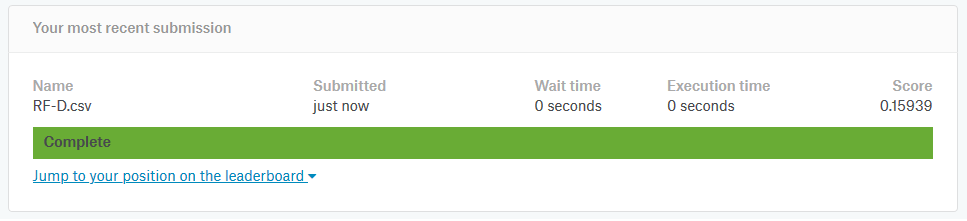 Your most recent submission
Name Submitted Wait time Execution time Score
RF-D.csv just now 0 seconds 0 seconds 0.15939
Complete
Jump to your position on the leaderboard